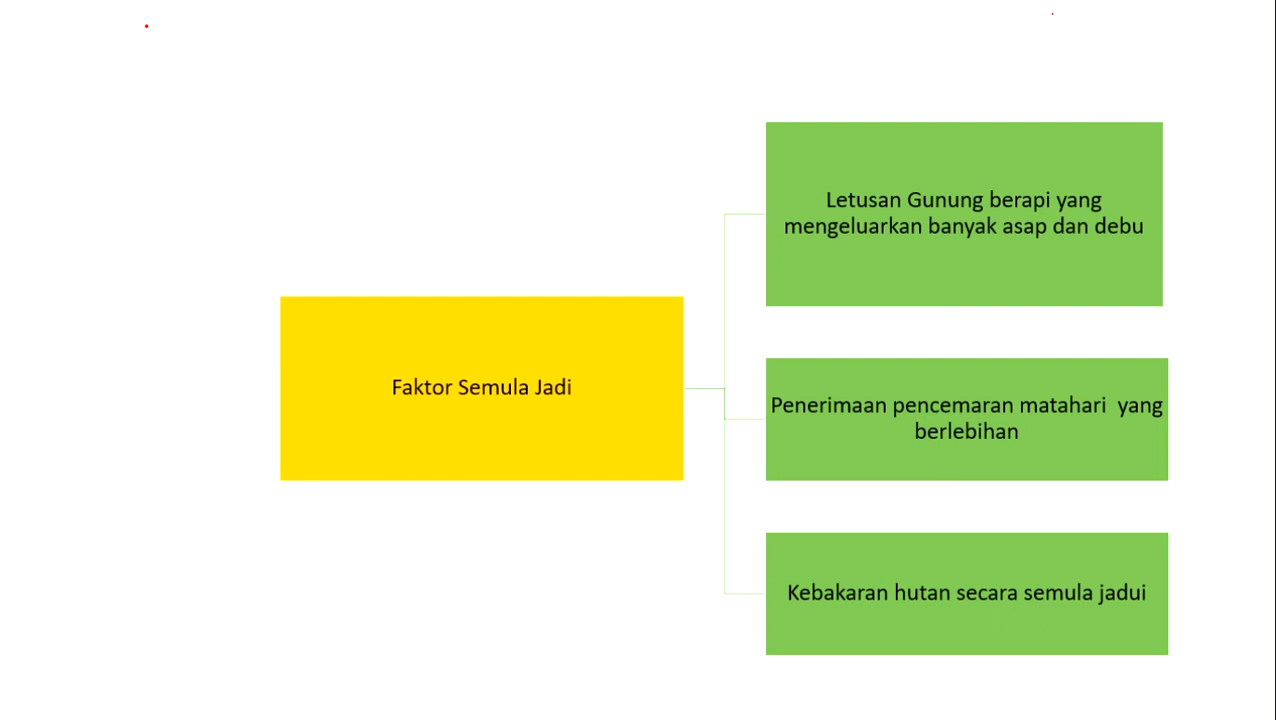 Letusan Gunung berapi yang
mengeluarkan banyak asap dan debu
Faktor Semula Jadi
Penerimaan pencemaran matahari  yang
berlebihan
Kebakaran hutan secara semula jadui